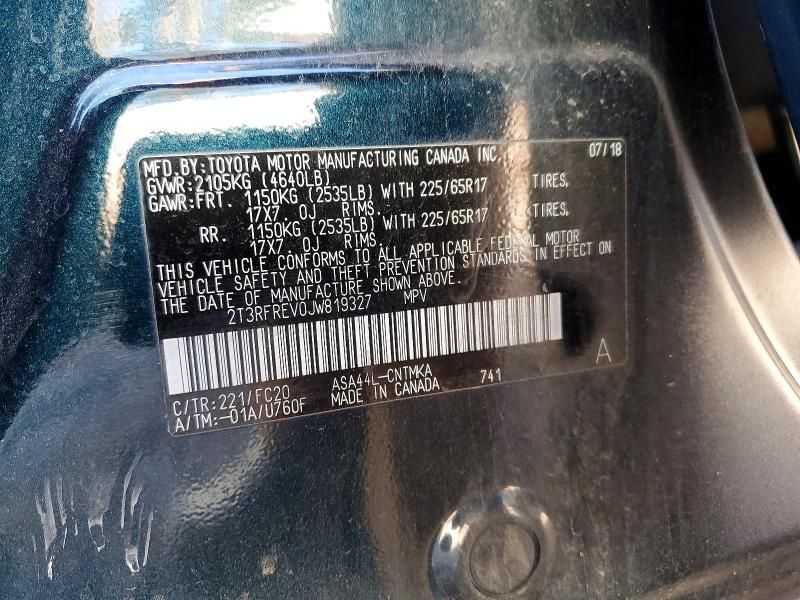 MFD.BY:TOYOTA MOTOR MANUFACTURING CANADA INC. 07/18
GVWR:2105KG (4640LB)
GAWR:FRT. 1150KG (2535LB) WITH 225/65R17 TIRES,
17X7.0J RIMS.
RR. 1150KG (2535LB) WITH 225/65R17 TIRES,
17X7.0J RIMS.
THIS VEHICLE CONFORMS TO ALL APPLICABLE FEDERAL MOTOR
VEHICLE SAFETY AND THEFT PREVENTION STANDARDS IN EFFECT ON
THE DATE OF MANUFACTURE SHOWN ABOVE.
2T3RFREV0JW819327 MPV
A
C/TR:221/FC20 ASA44L-CNTMKA 741
A/TM:-01A/U760F MADE IN CANADA